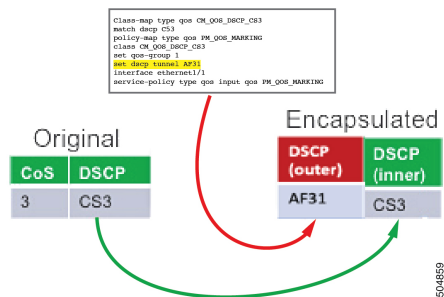 Class-map type qos CM_QOS_DSCP_CS3
match dscp C53
policy-map type qos PM_QOS_MARKING
class CM_QOS_DSCP_CS3
set qos-group 1
set dscp tunnel AF31
interface ethernet1/1
service-policy type qos input qos PM_QOS_MARKING
Original
CoS DSCP
3 CS3
Encapsulated
DSCP (outer) DSCP (inner)
AF31 CS3
504859